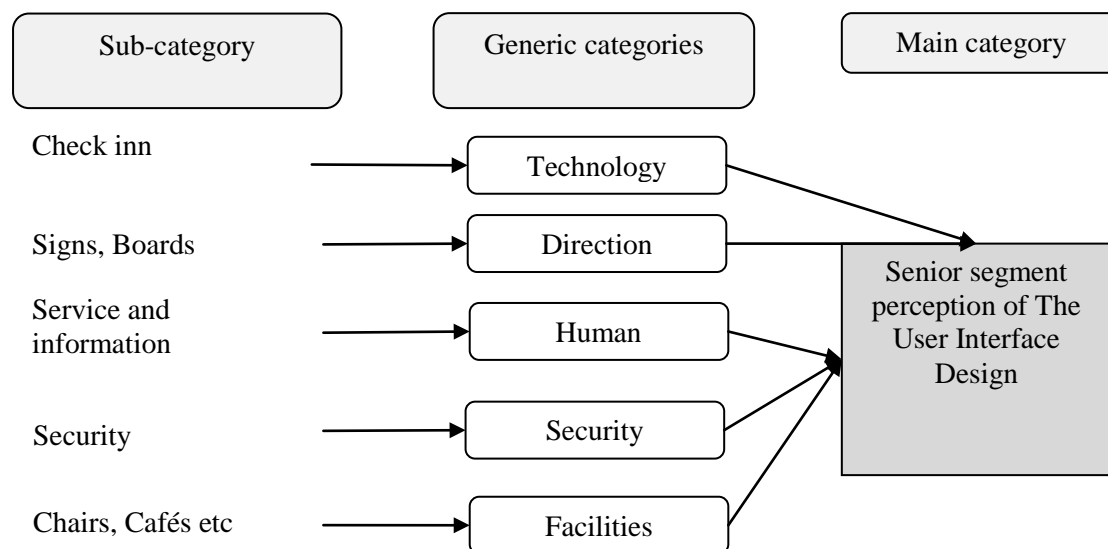 Sub-category
Generic categories
Main category
Check inn
Technology
Signs, Boards
Direction
Senior segment
perception of The
User Interface
Design
Service and
information
Human
Security
Security
Chairs, Cafés etc
Facilities